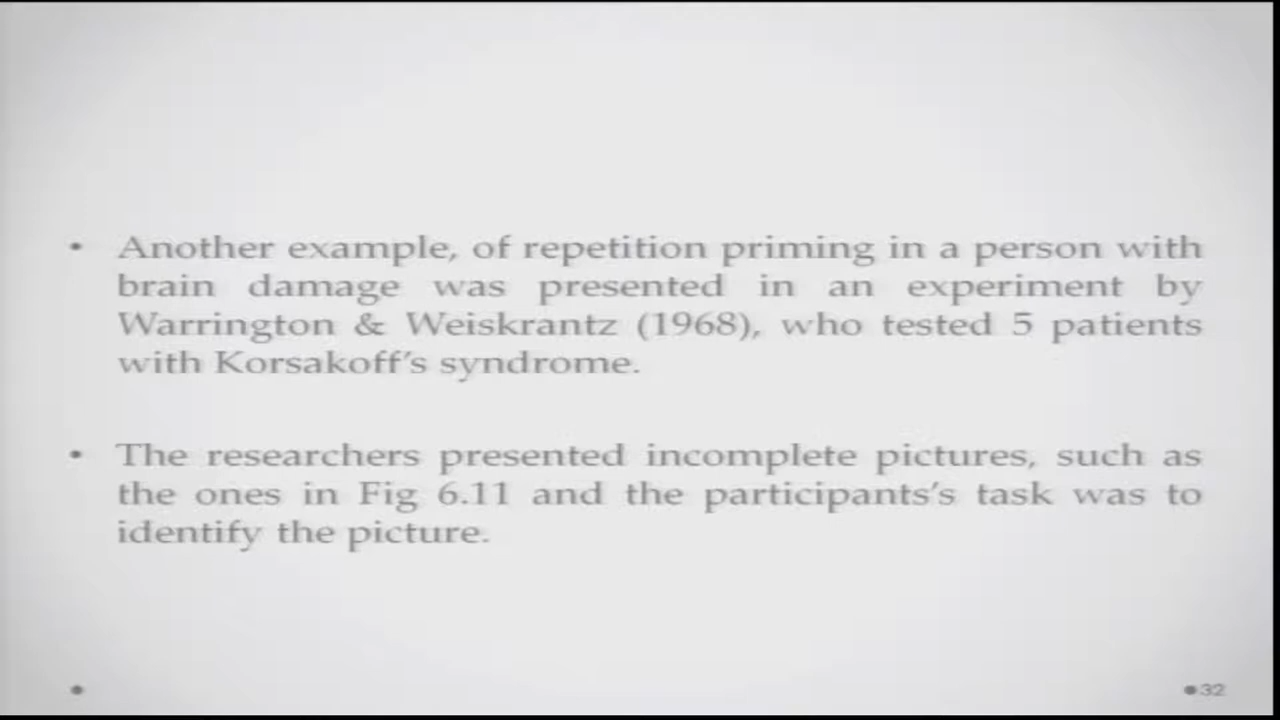 • Another example, of repetition priming in a person with
brain damage was presented in an experiment by
Warrington & Weiskrantz (1968), who tested 5 patients
with Korsakoff's syndrome.
• The researchers presented incomplete pictures, such as
the ones in Fig 6.11 and the participants's task was to
identify the picture.
• 
•32